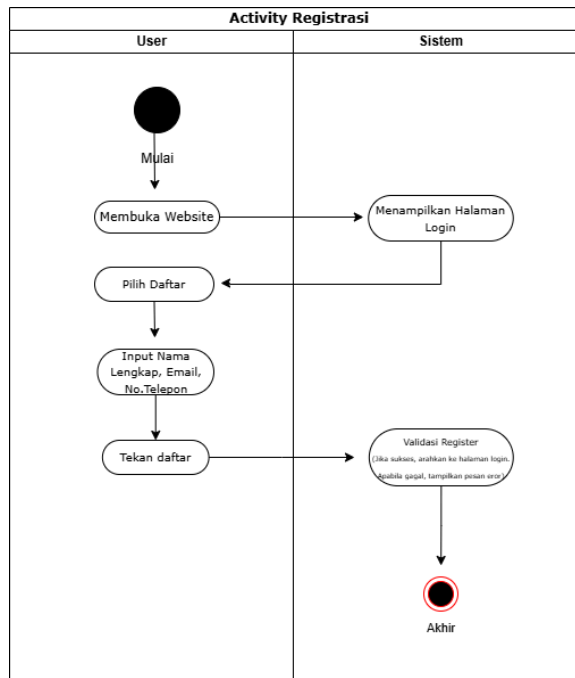 Activity Registrasi
User
Sistem
Mulai
Membuka Website
Menampilkan Halaman
Login
Pilih Daftar
Input Nama
Lengkap, Email,
No.Telepon
Tekan daftar
Validasi Register
(Jika sukses, arahkan ke halaman login.
Apabila gagal, tampilkan pesan eror)
Akhir